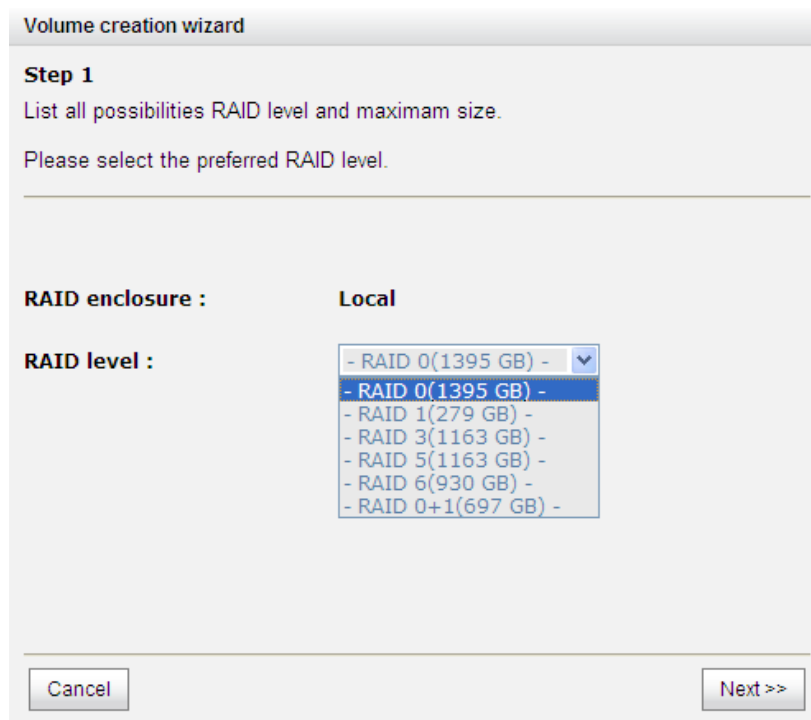 Volume creation wizard
Step 1
List all possibilities RAID level and maximam size.
Please select the preferred RAID level.
RAID enclosure : Local
RAID level : - RAID 0(1395 GB) -
- RAID 0(1395 GB) -
- RAID 1(279 GB) -
- RAID 3(1163 GB) -
- RAID 5(1163 GB) -
- RAID 6(930 GB) -
- RAID 0+1(697 GB) -
Cancel Next >>